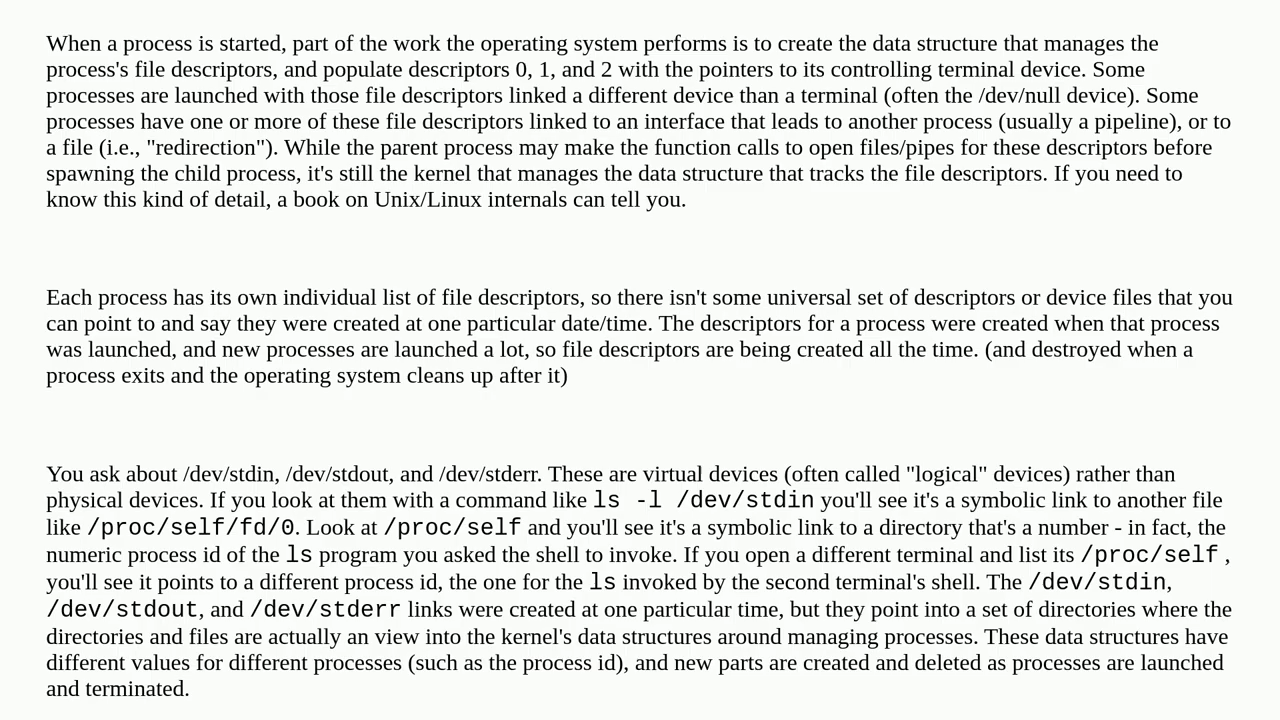 When a process is started, part of the work the operating system performs is to create the data structure that manages the
process's file descriptors, and populate descriptors 0, 1, and 2 with the pointers to its controlling terminal device. Some
processes are launched with those file descriptors linked a different device than a terminal (often the /dev/null device). Some
processes have one or more of these file descriptors linked to an interface that leads to another process (usually a pipeline), or to
a file (i.e., "redirection"). While the parent process may make the function calls to open files/pipes for these descriptors before
spawning the child process, it's still the kernel that manages the data structure that tracks the file descriptors. If you need to
know this kind of detail, a book on Unix/Linux internals can tell you.
Each process has its own individual list of file descriptors, so there isn't some universal set of descriptors or device files that you
can point to and say they were created at one particular date/time. The descriptors for a process were created when that process
was launched, and new processes are launched a lot, so file descriptors are being created all the time. (and destroyed when a
process exits and the operating system cleans up after it)
You ask about /dev/stdin, /dev/stdout, and /dev/stderr. These are virtual devices (often called "logical" devices) rather than
physical devices. If you look at them with a command like ls -l /dev/stdin you'll see it's a symbolic link to another file
like /proc/self/fd/0. Look at /proc/self and you'll see it's a symbolic link to a directory that's a number - in fact, the
numeric process id of the ls program you asked the shell to invoke. If you open a different terminal and list its /proc/self ,
you'll see it points to a different process id, the one for the ls invoked by the second terminal's shell. The /dev/stdin,
/dev/stdout, and /dev/stderr links were created at one particular time, but they point into a set of directories where the
directories and files are actually an view into the kernel's data structures around managing processes. These data structures have
different values for different processes (such as the process id), and new parts are created and deleted as processes are launched
and terminated.